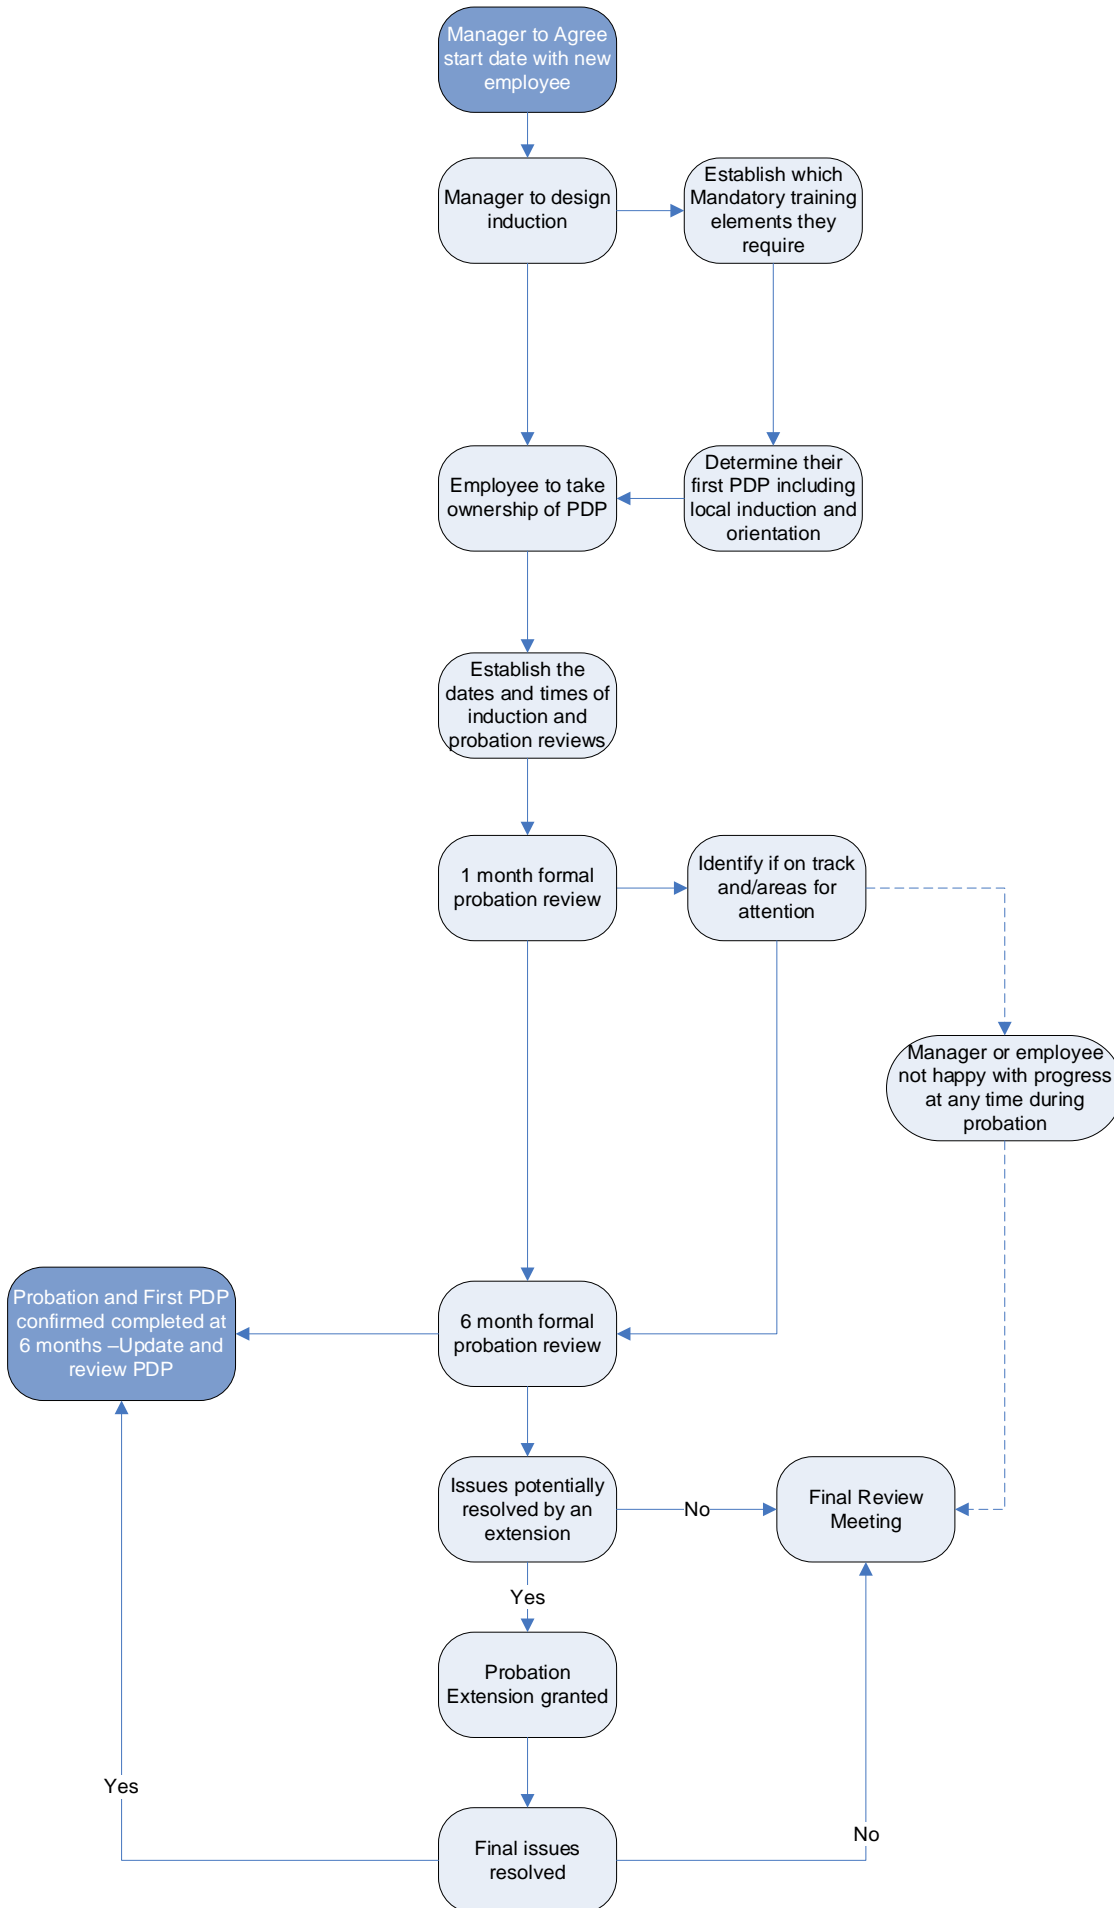 Manager to Agree
start date with new
employee
Manager to design
induction
Establish which
Mandatory training
elements they
require
Employee to take
ownership of PDP
Determine their
first PDP including
local induction and
orientation
Establish the
dates and times of
induction and
probation reviews
1 month formal
probation review
Identify if on track
and/areas for
attention
Manager or employee
not happy with progress
at any time during
probation
Probation and First PDP
confirmed completed at
6 months –Update and
review PDP
6 month formal
probation review
Issues potentially
resolved by an
extension
No
Final Review
Meeting
Yes
Probation
Extension granted
Yes
Final issues
resolved
No